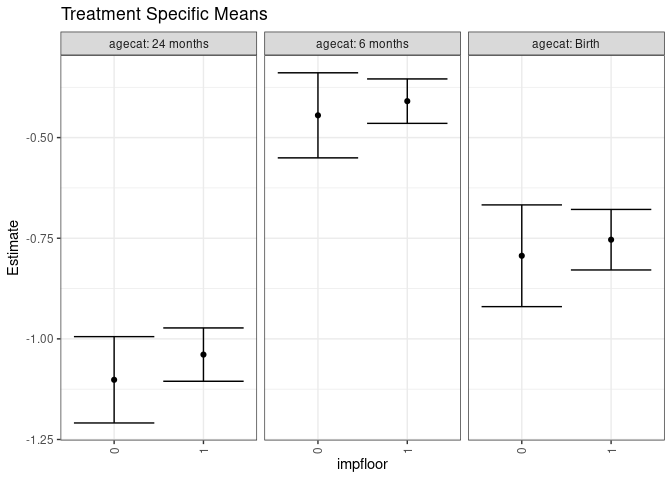 Treatment Specific Means
agecat: 24 months
agecat: 6 months
agecat: Birth
Estimate
-0.50
-0.75
-1.00
-1.25
0
1
0
1
0
1
impfloor